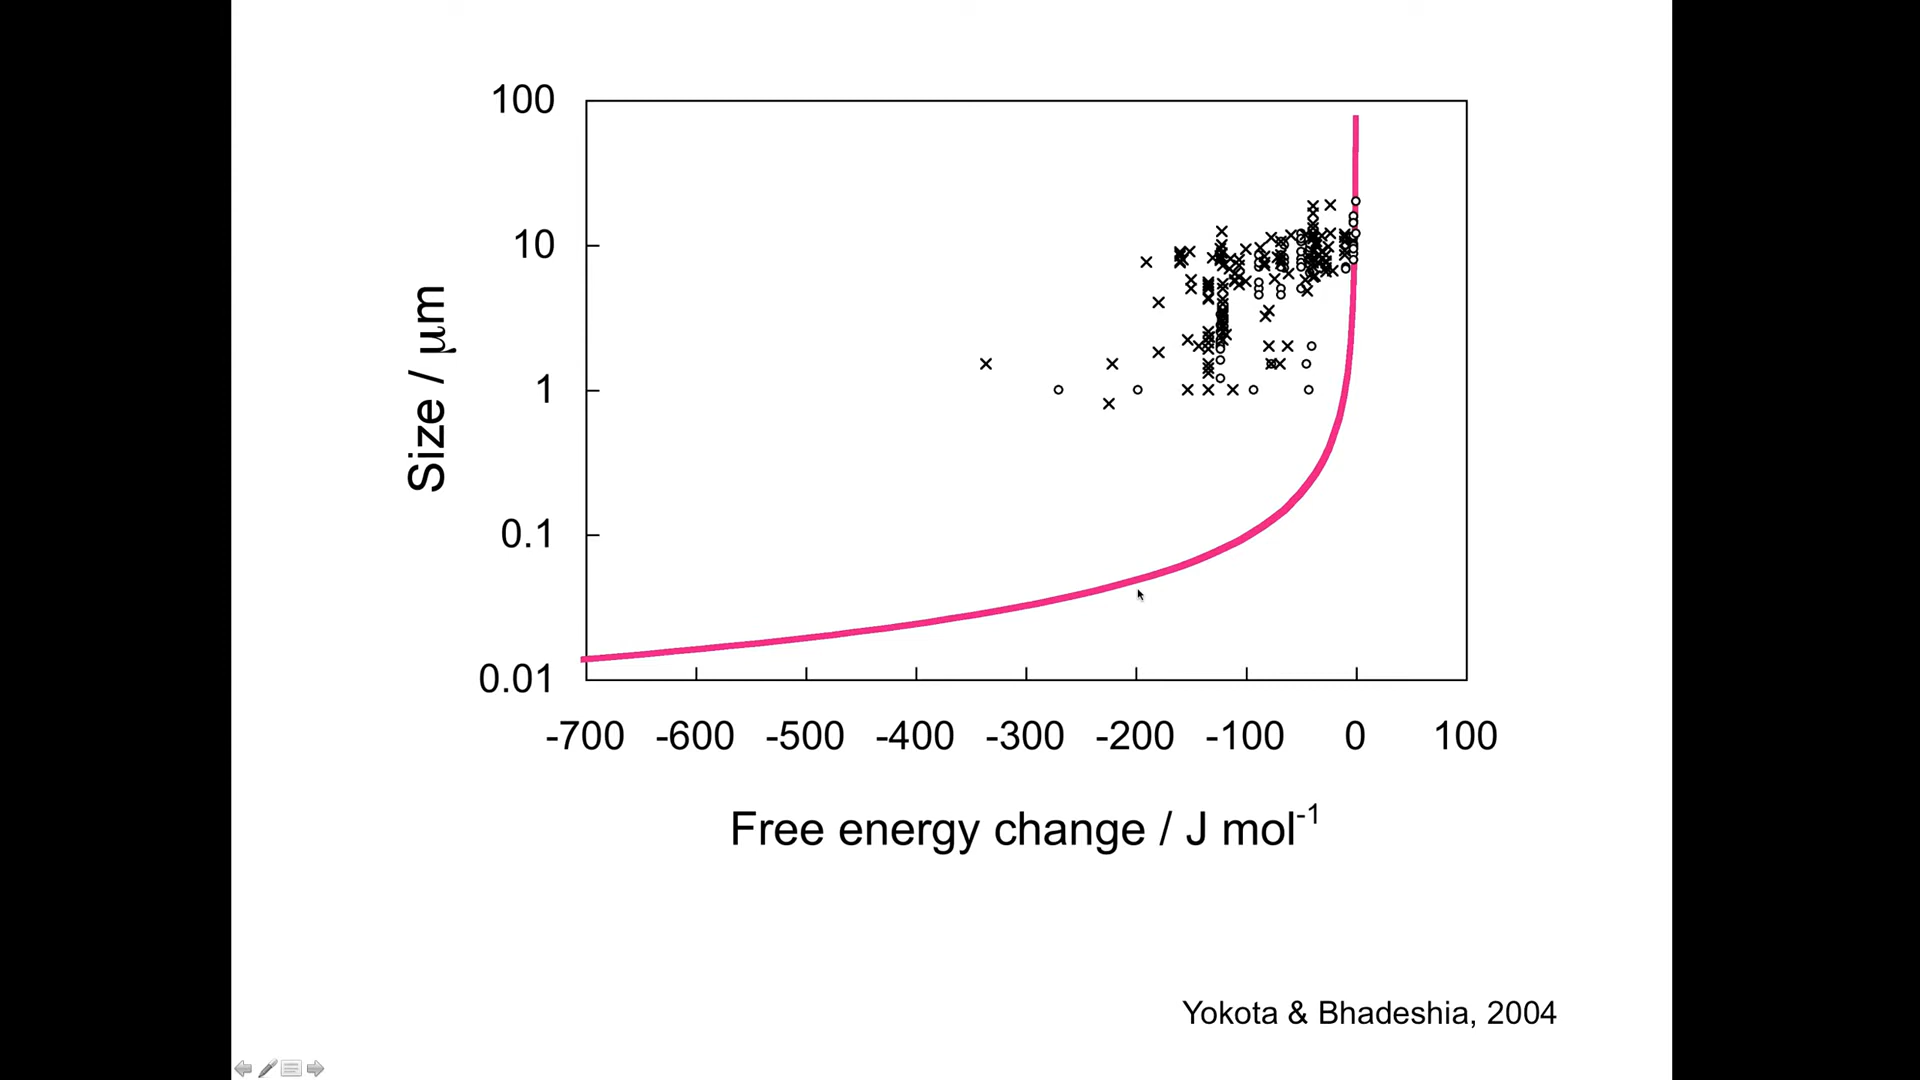 100
10
1
0.1
0.01
Size / μm
-700 -600 -500 -400 -300 -200 -100 0 100
Free energy change / J mol⁻¹
Yokota & Bhadeshia, 2004